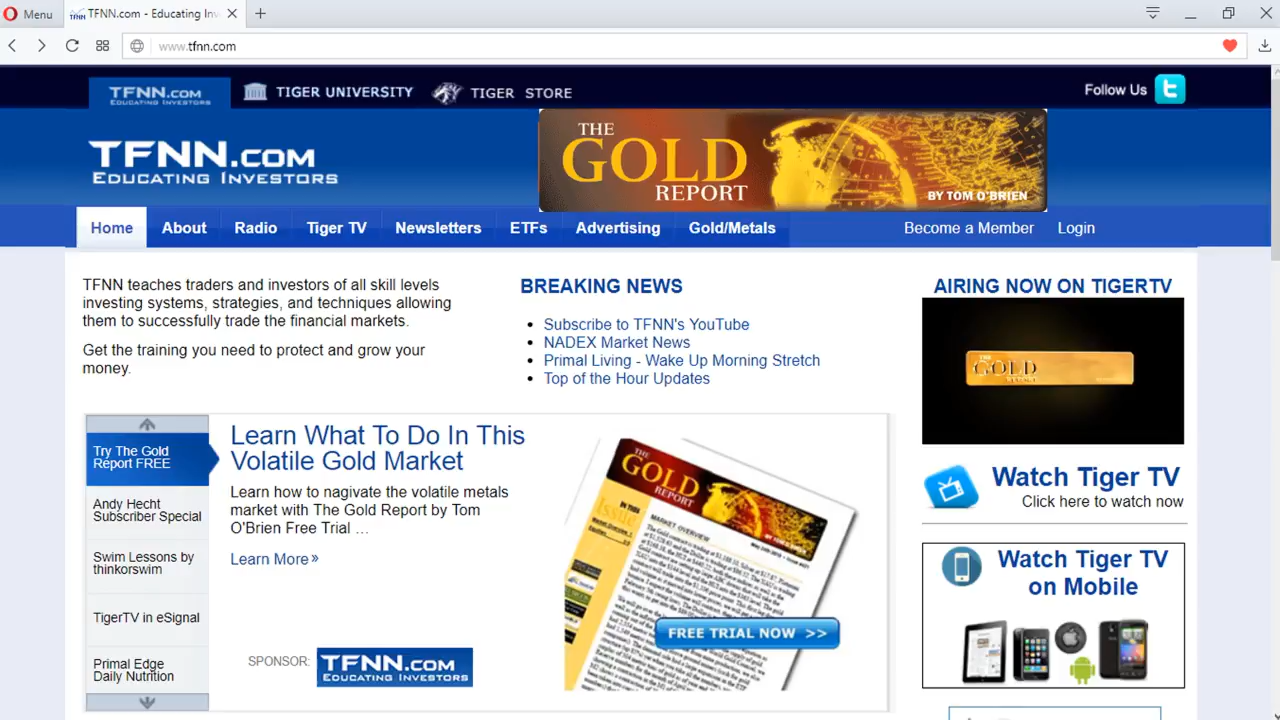 Menu
TFNN.com - Educating Inv
www.tfnn.com
TFNN.com
EDUCATING INVESTORS
TIGER UNIVERSITY
TIGER STORE
Follow Us
TFNN.com
EDUCATING INVESTORS
THE
GOLD
REPORT
BY TOM O'BRIEN
Home
About
Radio
Tiger TV
Newsletters
ETFs
Advertising
Gold/Metals
Become a Member
Login
TFNN teaches traders and investors of all skill levels
investing systems, strategies, and techniques allowing
them to successfully trade the financial markets.
Get the training you need to protect and grow your
money.
BREAKING NEWS
Subscribe to TFNN's YouTube
NADEX Market News
Primal Living - Wake Up Morning Stretch
Top of the Hour Updates
AIRING NOW ON TIGERTV
THE
GOLD
REPORT
Watch Tiger TV
Click here to watch now
Watch Tiger TV
on Mobile
Try The Gold
Report FREE
Andy Hecht
Subscriber Special
Swim Lessons by
thinkorswim
TigerTV in eSignal
Primal Edge
Daily Nutrition
Learn What To Do In This
Volatile Gold Market
Learn how to nagivate the volatile metals
market with The Gold Report by Tom
O'Brien Free Trial …
Learn More »
SPONSOR:
TFNN.com
EDUCATING INVESTORS
THE
GOLD
REPORT
MARKET OVERVIEW
FREE TRIAL NOW >>